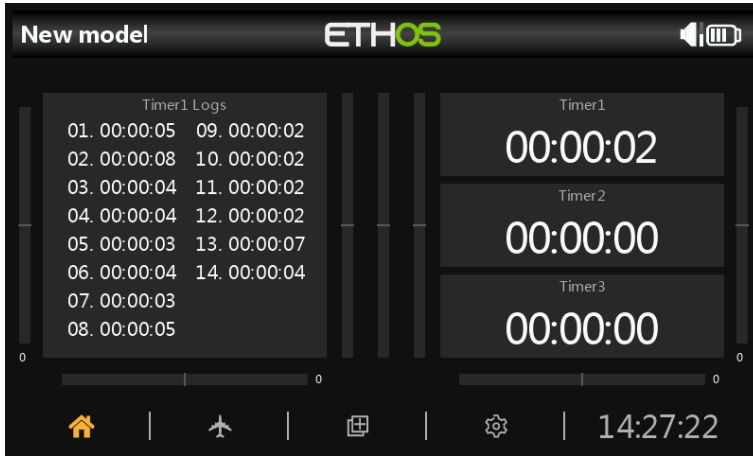 New model
ETHOS
Timer1 Logs
01. 00:00:05 09. 00:00:02
02. 00:00:08 10. 00:00:02
03. 00:00:04 11. 00:00:02
04. 00:00:04 12. 00:00:02
05. 00:00:03 13. 00:00:07
06. 00:00:04 14. 00:00:04
07. 00:00:03
08. 00:00:05
Timer1
00:00:02
Timer2
00:00:00
Timer3
00:00:00
0
0
0
0
14:27:22